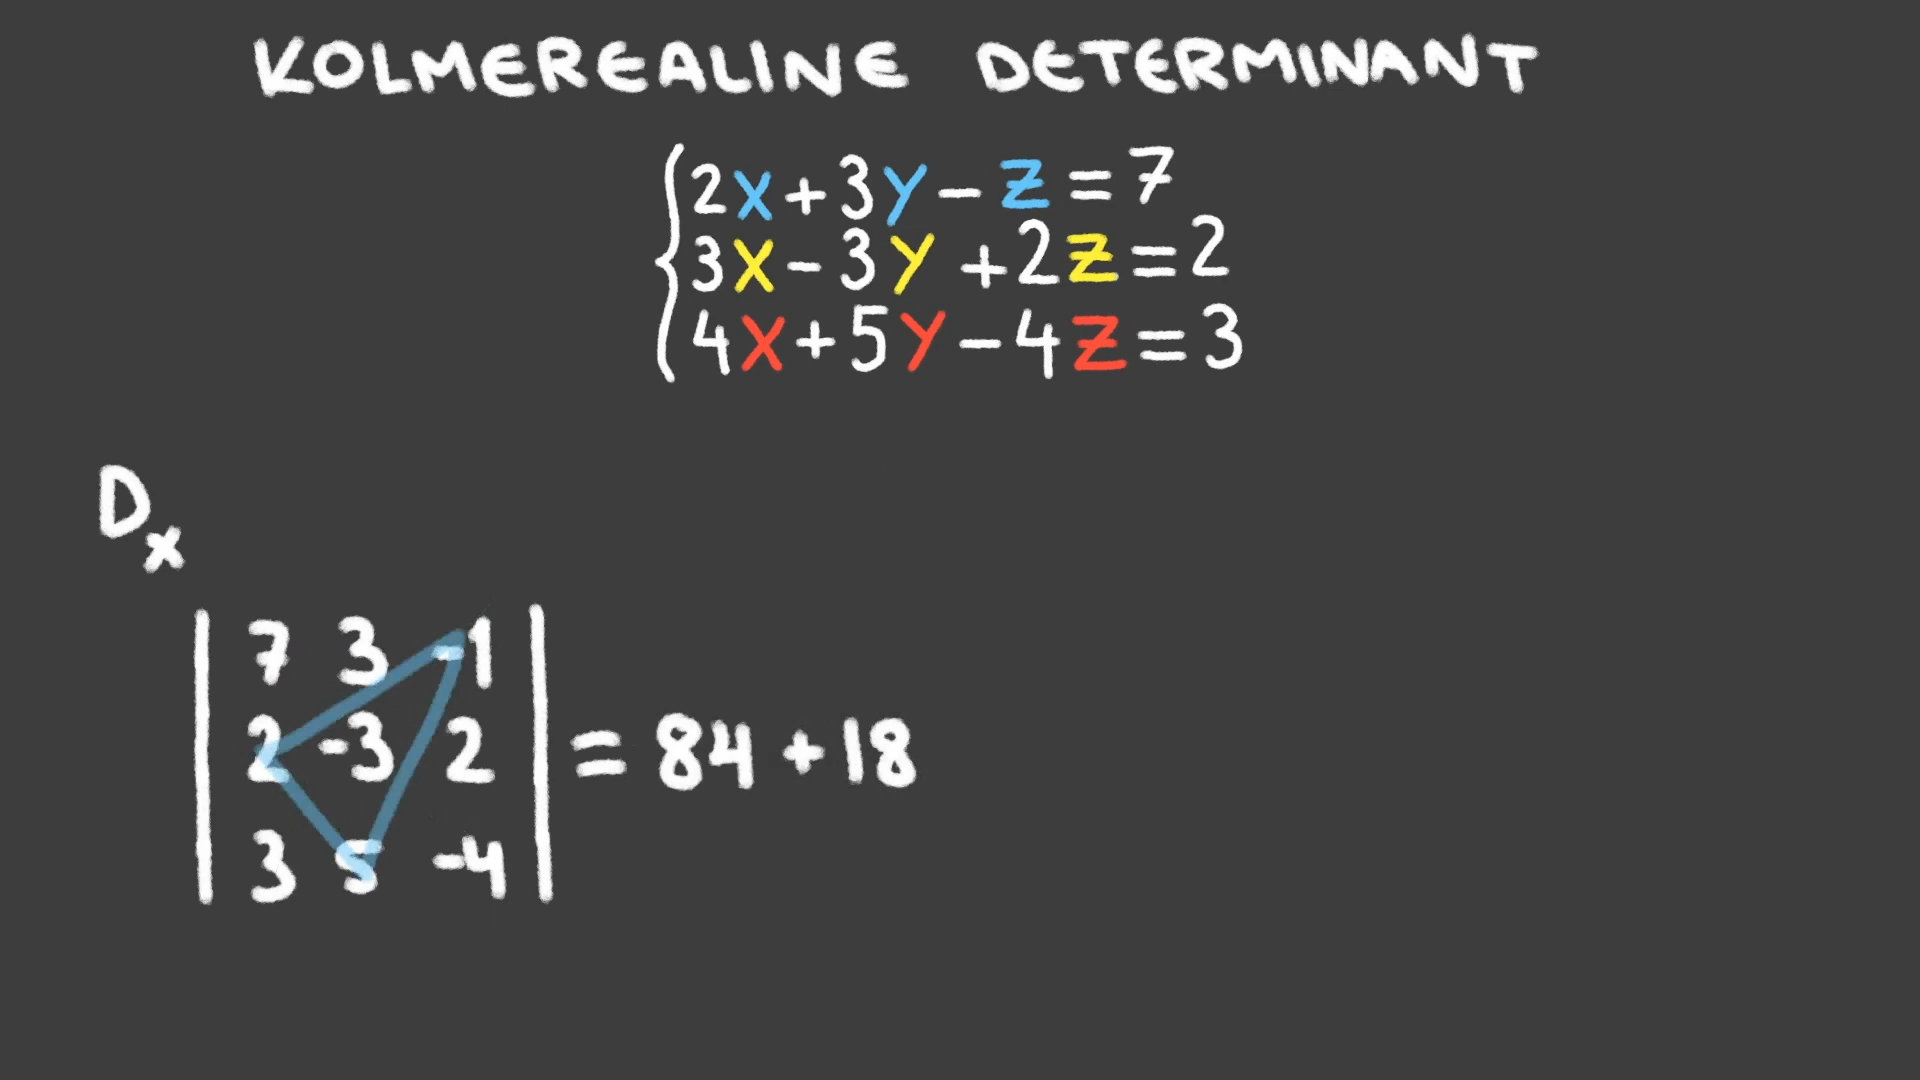 KOLMEREALINE DETERMINANT
2x+3y-z=7
3x-3y+2z=2
4x+5y-4z=3
Dx
7 3 -1
2 -3 2 = 84 + 18
3 5 -4